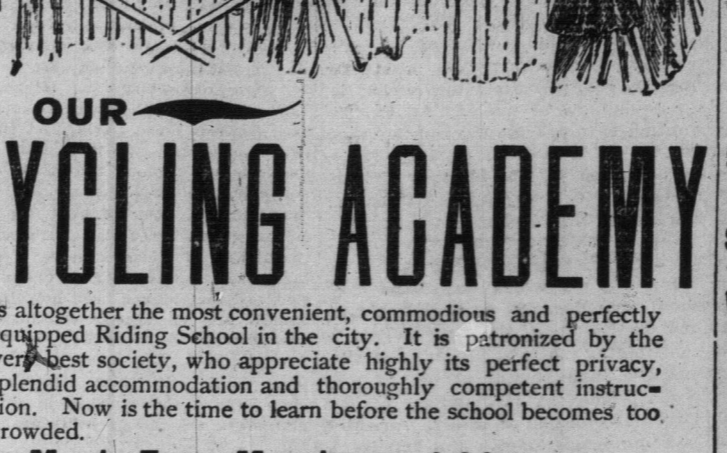 OUR
YCLING ACADEMY
s altogether the most convenient, commodious and perfectly
quipped Riding School in the city. It is patronized by the
very best society, who appreciate highly its perfect privacy,
plendid accommodation and thoroughly competent instruc-
ion. Now is the time to learn before the school becomes too
rowded.